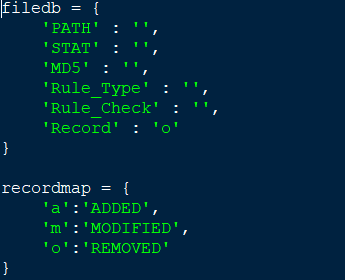 filedb = {
    'PATH' : '',
    'STAT' : '',
    'MD5' : '',
    'Rule_Type' : '',
    'Rule_Check' : '',
    'Record' : 'o'
}

recordmap = {
    'a':'ADDED',
    'm':'MODIFIED',
    'o':'REMOVED'
}